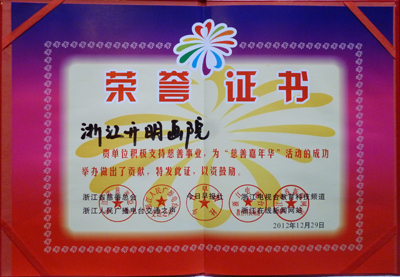 荣誉证书
浙江开明画院
贵单位积极支持慈善事业，为“慈善嘉年华”活动的成功
举办做出了贡献，特发此证，以资鼓励。
浙江省慈善总会 今日早报社 浙江电视台教育科技频道
浙江人民广播电台交通之声 浙江在线新闻网站
2012年12月29日